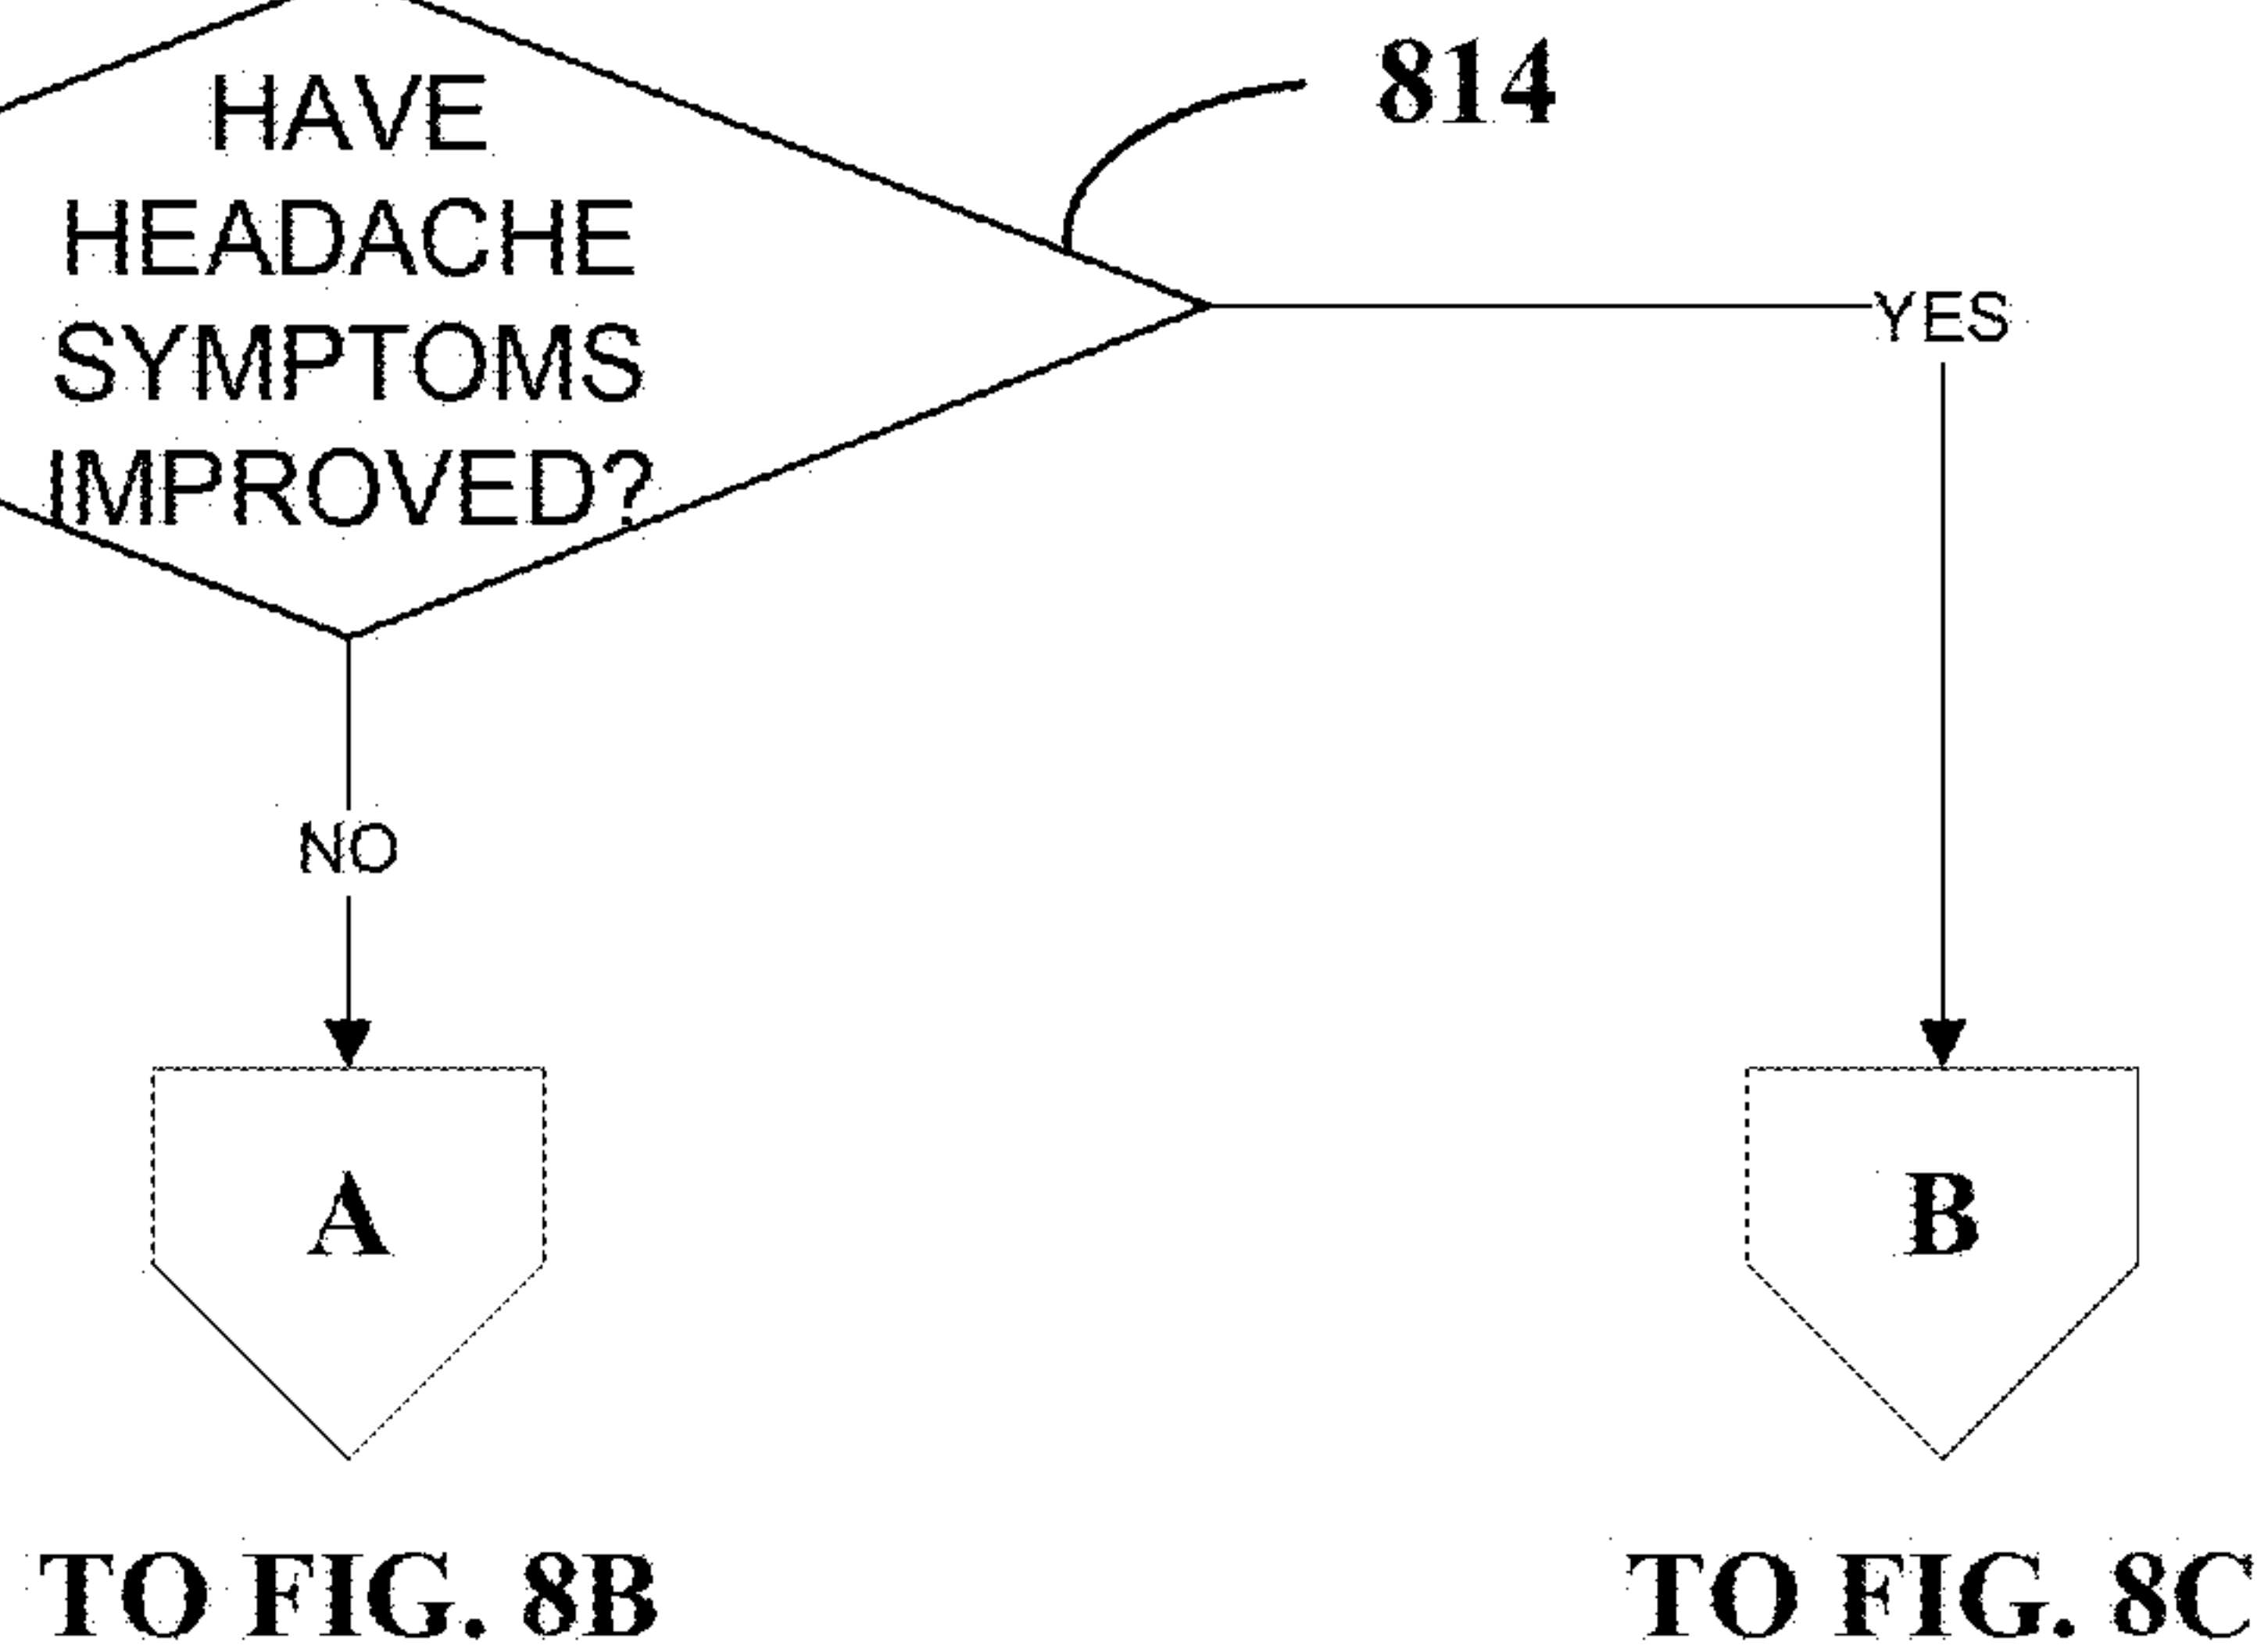 HAVE
HEADACHE
SYMPTOMS
IMPROVED?
814
YES
NO
A
B
TO FIG. 8B
TO FIG. 8C